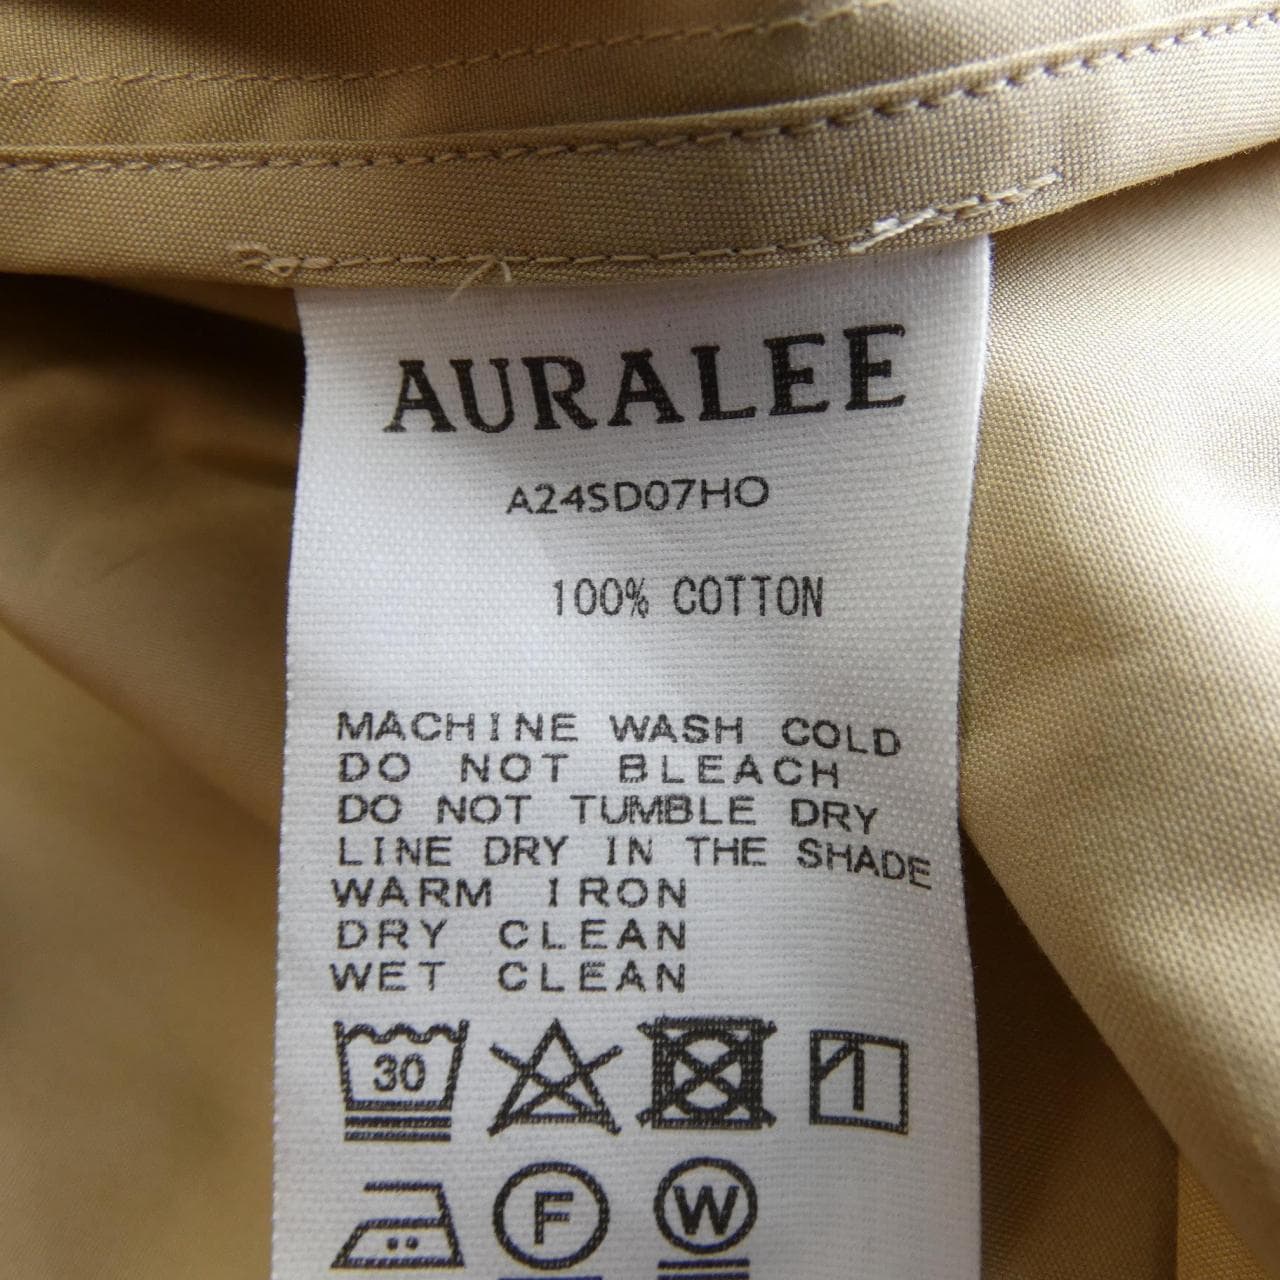 AURALEE
A24SD07HO
100% COTTON
MACHINE WASH COLD
DO NOT BLEACH
DO NOT TUMBLE DRY
LINE DRY IN THE SHADE
WARM IRON
DRY CLEAN
WET CLEAN
30
F W